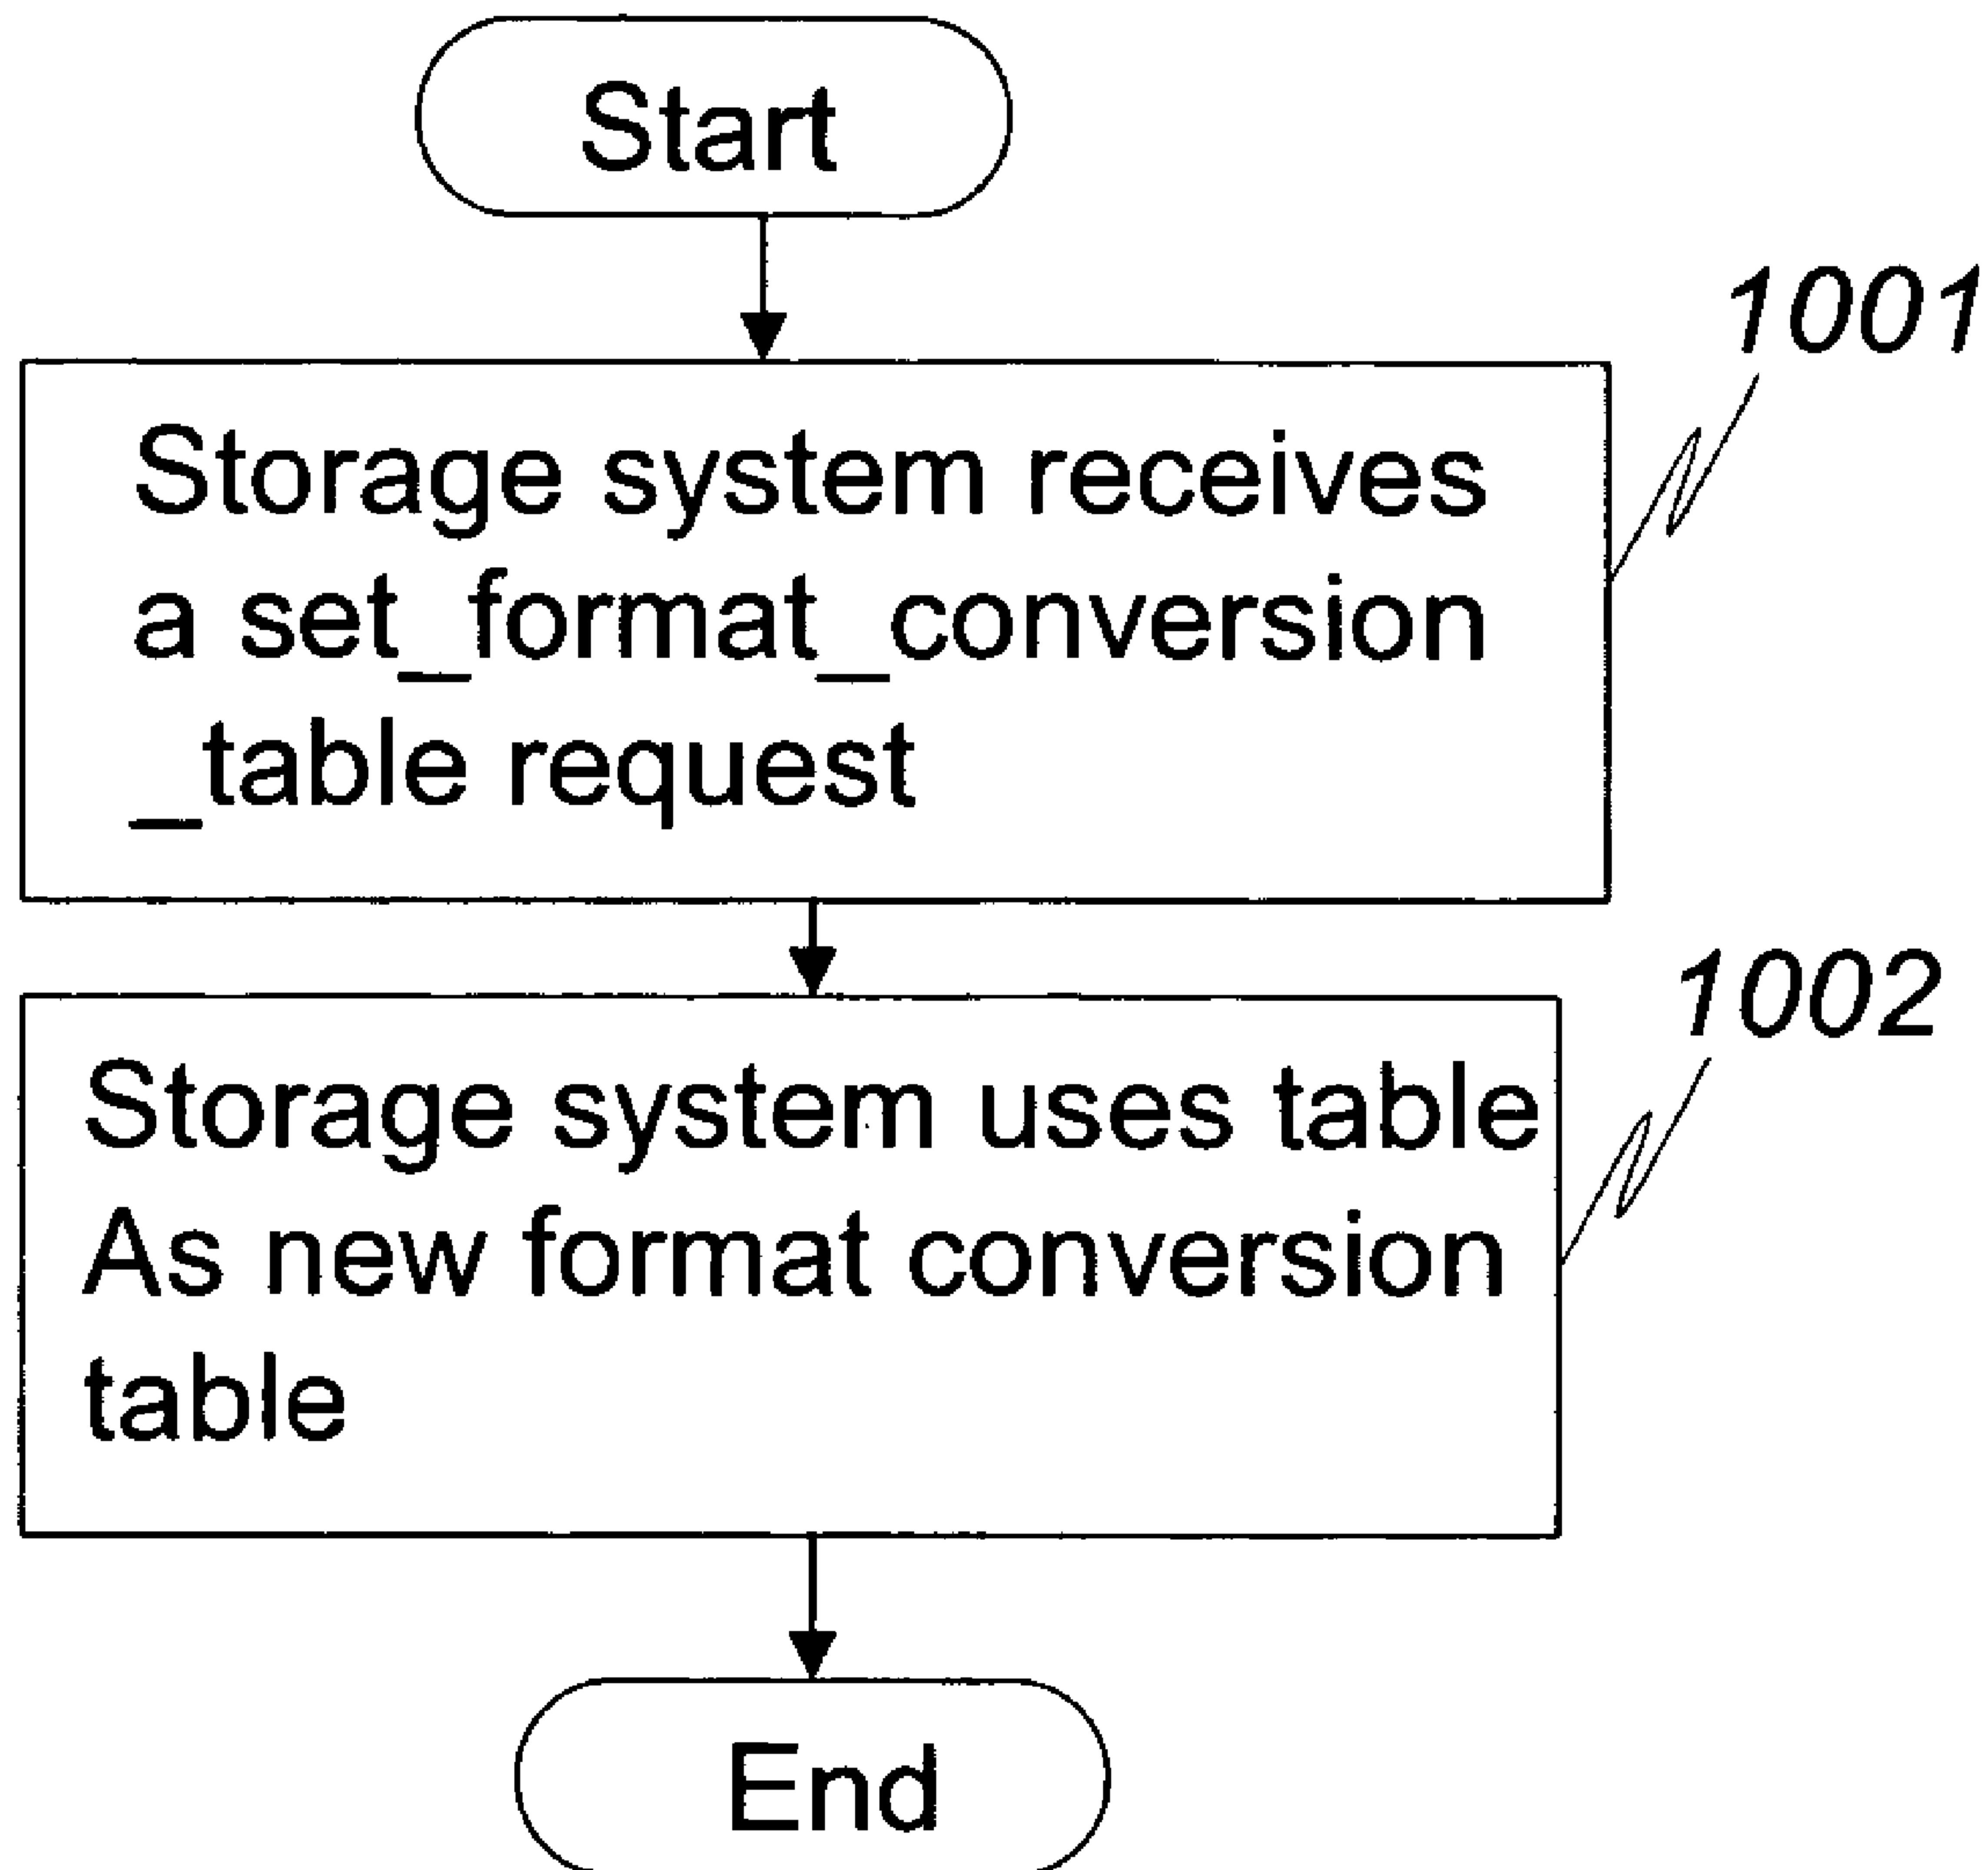 Start
1001
Storage system receives
a set_format_conversion
_table request
1002
Storage system uses table
As new format conversion
table
End